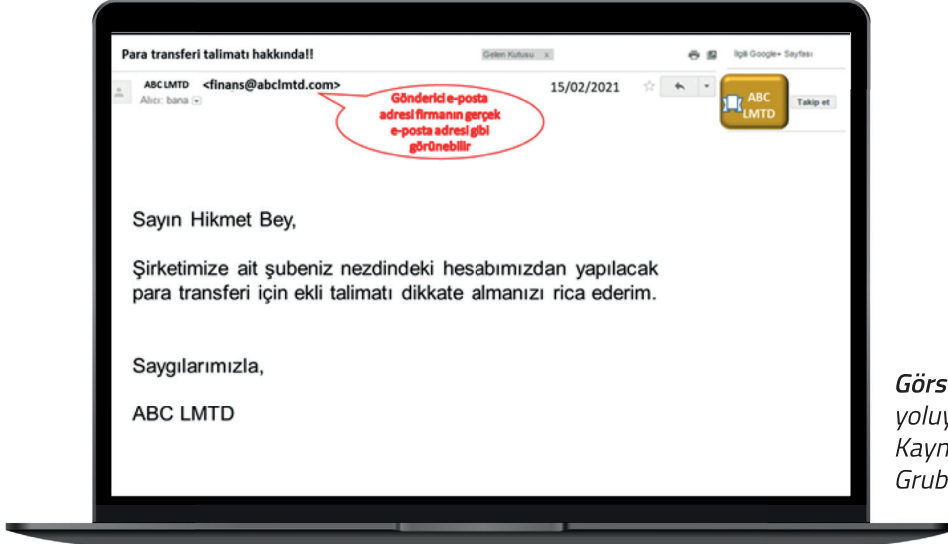 Para transferi talimatı hakkında!!
Gelen Kutusu x
İlgili Google+ Sayfası
ABC LMTD <finans@abclmtd.com>
Alıcı: bana
15/02/2021
ABC
LMTD
Takip et
Gönderici e-posta
adresi firmanın gerçek
e-posta adresi gibi
görünebilir
Sayın Hikmet Bey,
Şirketimize ait şubeniz nezdindeki hesabımızdan yapılacak
para transferi için ekli talimatı dikkate almanızı rica ederim.
Saygılarımızla,
ABC LMTD
Görs
yoluy
Kayn
Grub